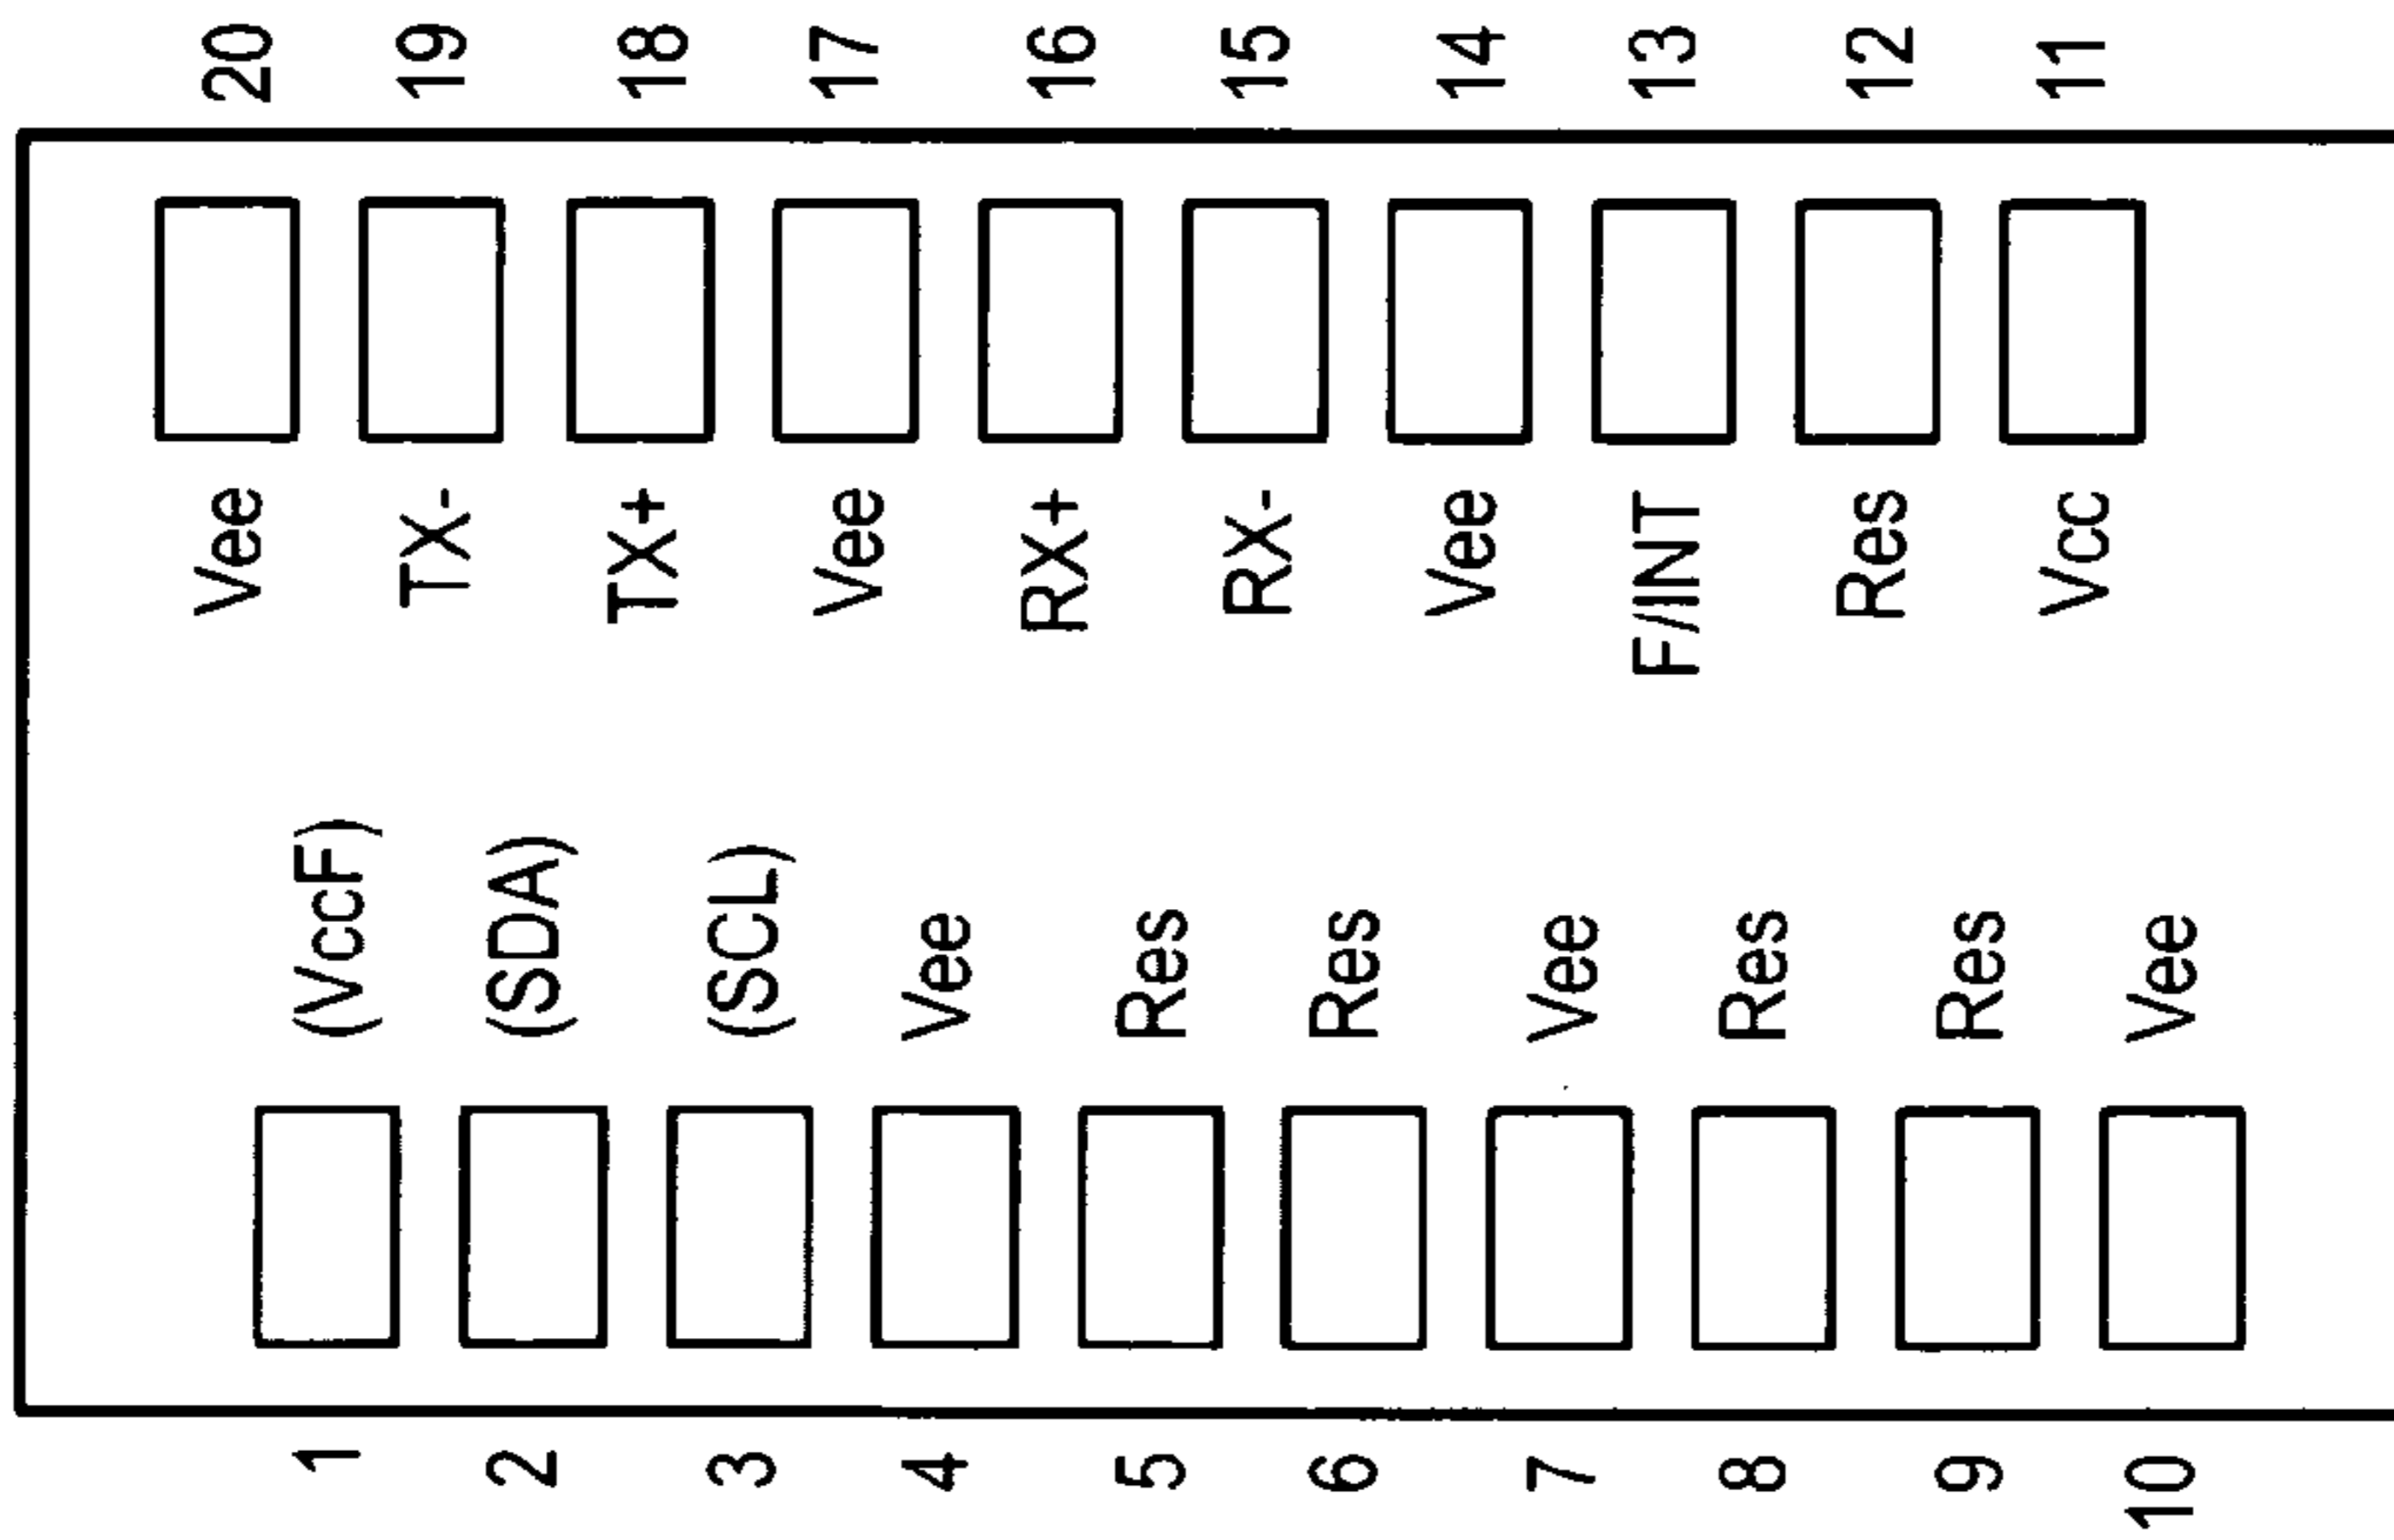 20 19 18 17 16 15 14 13 12 11
Vee TX- TX+ Vee RX+ RX- Vee F/INT Res Vcc
(VccF) (SDA) (SCL) Vee Res Res Vee Res Res Vee
1 2 3 4 5 6 7 8 9 10